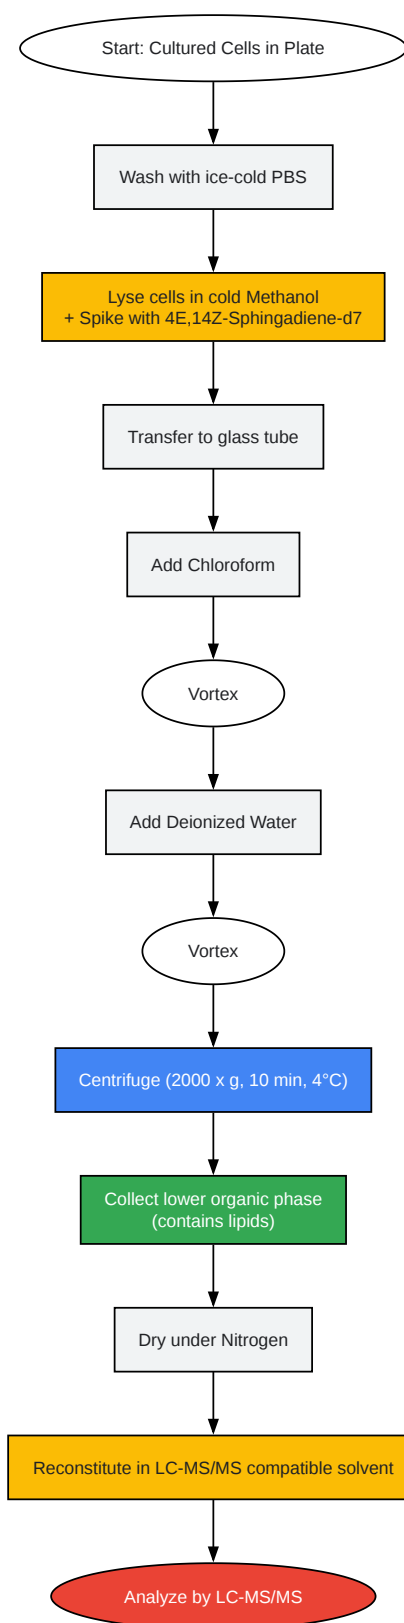 Start: Cultured Cells in Plate
Wash with ice-cold PBS
Lyse cells in cold Methanol
+ Spike with 4E,14Z-Sphingadiene-d7
Transfer to glass tube
Add Chloroform
Vortex
Add Deionized Water
Vortex
Centrifuge (2000 x g, 10 min, 4°C)
Collect lower organic phase
(contains lipids)
Dry under Nitrogen
Reconstitute in LC-MS/MS compatible solvent
Analyze by LC-MS/MS